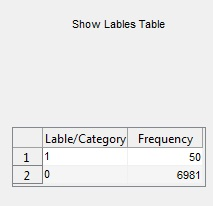 Show Lables Table
Lable/Category Frequency
1 1 50
2 0 6981